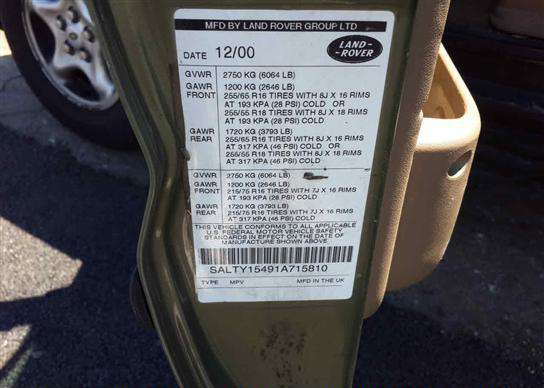 MFD BY LAND ROVER GROUP LTD
DATE 12/00
LAND-
-ROVER
GVWR 2750 KG (6064 LB)
GAWR 1200 KG (2646 LB)
FRONT 255/65 R16 TIRES WITH 8J X 16 RIMS
AT 193 KPA (28 PSI) COLD OR
255/55 R18 TIRES WITH 8J X 18 RIMS
AT 193 KPA (28 PSI) COLD
GAWR 1720 KG (3793 LB)
REAR 255/65 R16 TIRES WITH 8J X 16 RIMS
AT 317 KPA (46 PSI) COLD OR
255/55 R18 TIRES WITH 8J X 18 RIMS
AT 317 KPA (46 PSI) COLD
GVWR 2750 KG (6064 LB)
GAWR 1200 KG (2646 LB)
FRONT 215/75 R16 TIRES WITH 7J X 16 RIMS
AT 193 KPA (28 PSI) COLD
GAWR 1720 KG (3793 LB)
REAR 215/75 R16 TIRES WITH 7J X 16 RIMS
AT 317 KPA (46 PSI) COLD
THIS VEHICLE CONFORMS TO ALL APPLICABLE
U.S. FEDERAL MOTOR VEHICLE SAFETY
STANDARDS IN EFFECT ON THE DATE OF
MANUFACTURE SHOWN ABOVE
SALTY15491A715810
TYPE MPV MADE IN THE UK